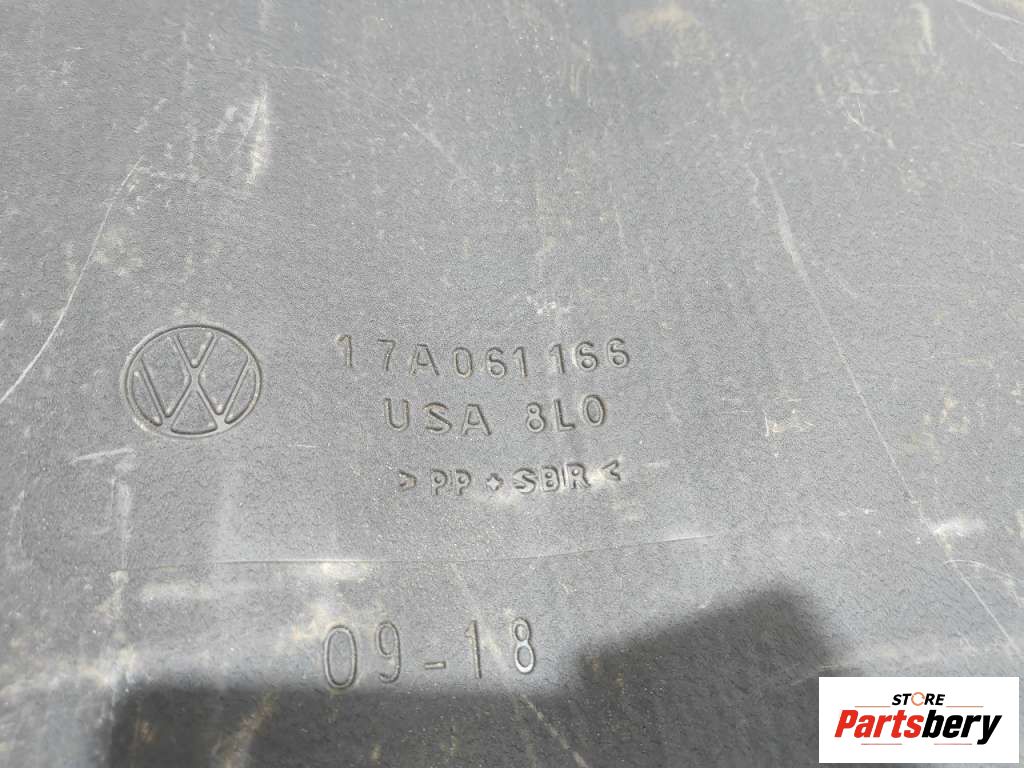 17A061166
USA 8L0
>PP+SBR<
09-18
STORE
Partsbery